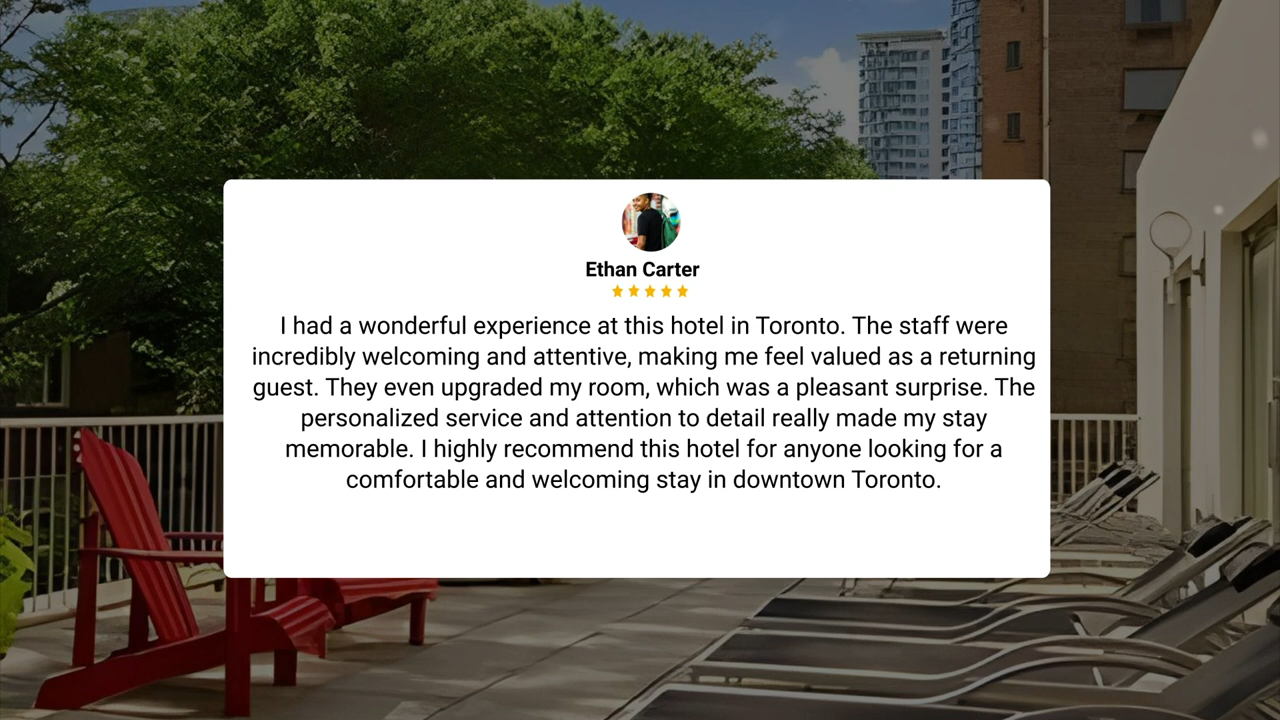 Ethan Carter
I had a wonderful experience at this hotel in Toronto. The staff were
incredibly welcoming and attentive, making me feel valued as a returning
guest. They even upgraded my room, which was a pleasant surprise. The
personalized service and attention to detail really made my stay
memorable. I highly recommend this hotel for anyone looking for a
comfortable and welcoming stay in downtown Toronto.